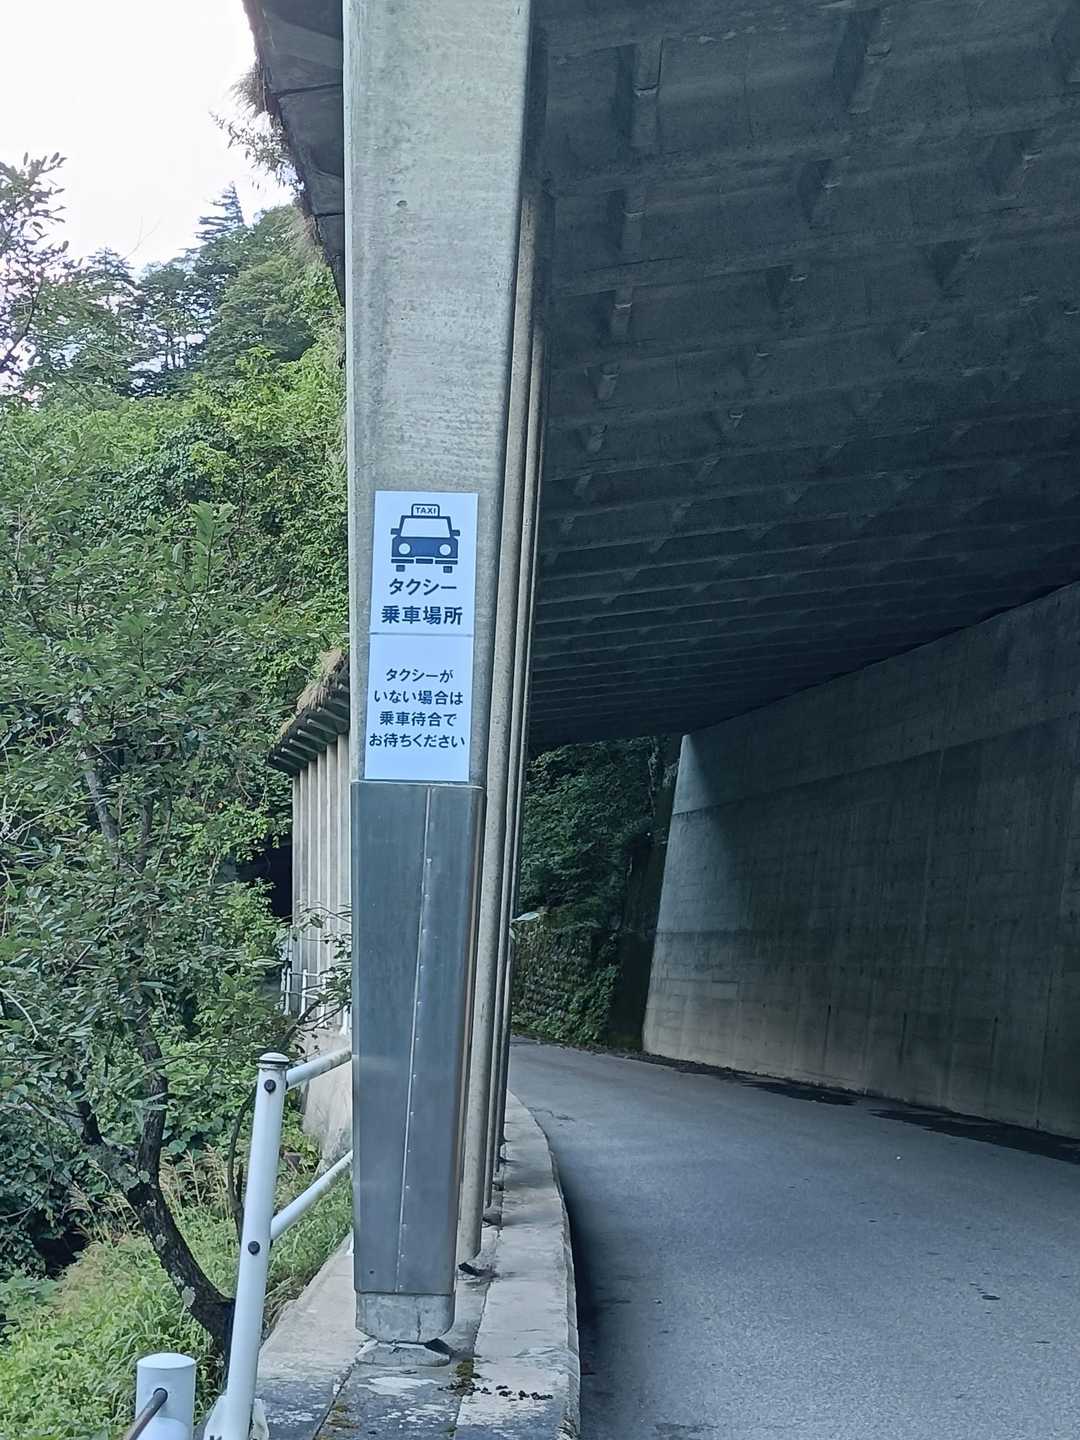 TAXI
タクシー
乗車場所
タクシーが
いない場合は
乗車待合で
お待ちください